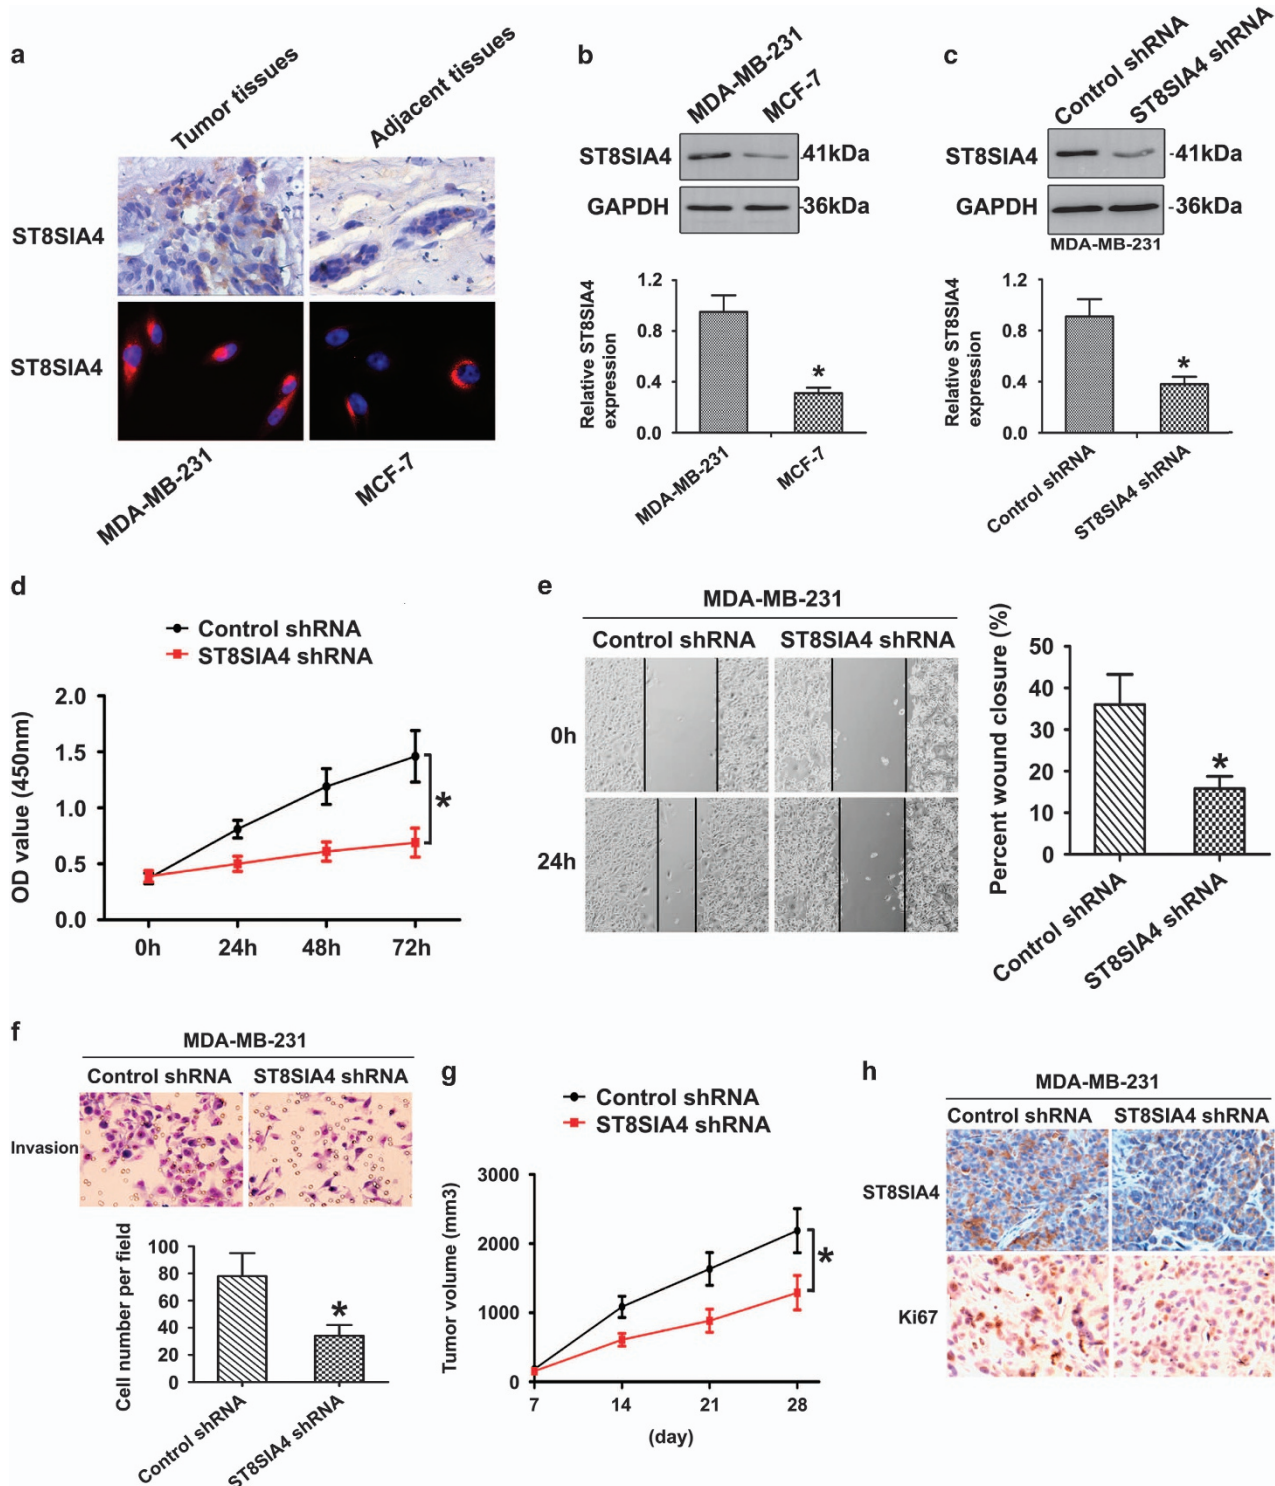 a
Tumor tissues
Adjacent tissues
ST8SIA4
ST8SIA4
MDA-MB-231
MCF-7
b
MDA-MB-231
MCF-7
ST8SIA4
41kDa
GAPDH
36kDa
Relative ST8SIA4
expression
1.2
0.8
0.4
0.0
*
MDA-MB-231
MCF-7
c
Control shRNA
ST8SIA4 shRNA
ST8SIA4
-41kDa
GAPDH
-36kDa
MDA-MB-231
Relative ST8SIA4
expression
1.2
0.8
0.4
0.0
*
Control shRNA
ST8SIA4 shRNA
d
Control shRNA
ST8SIA4 shRNA
OD value (450nm)
2.0
1.5
1.0
0.5
0.0
*
0h
24h
48h
72h
e
MDA-MB-231
Control shRNA
ST8SIA4 shRNA
0h
24h
Percent wound closure (%)
50
40
30
20
10
0
*
Control shRNA
ST8SIA4 shRNA
f
MDA-MB-231
Control shRNA
ST8SIA4 shRNA
Invasion
Cell number per field
100
80
60
40
20
0
*
Control shRNA
ST8SIA4 shRNA
g
Control shRNA
ST8SIA4 shRNA
Tumor volume (mm3)
3000
2000
1000
0
*
7
14
21
28
(day)
h
MDA-MB-231
Control shRNA
ST8SIA4 shRNA
ST8SIA4
Ki67